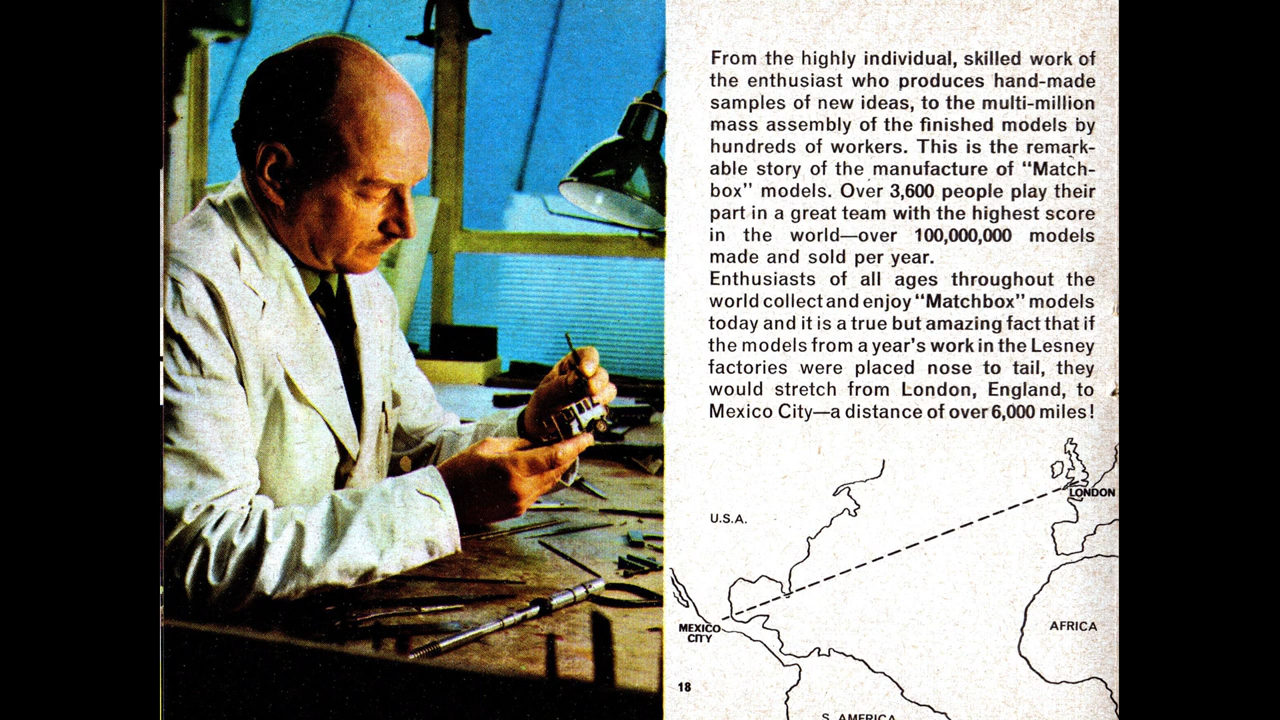 From the highly individual, skilled work of
the enthusiast who produces hand-made
samples of new ideas, to the multi-million
mass assembly of the finished models by
hundreds of workers. This is the remark-
able story of the manufacture of "Match-
box" models. Over 3,600 people play their
part in a great team with the highest score
in the world—over 100,000,000 models
made and sold per year.
Enthusiasts of all ages throughout the
world collect and enjoy "Matchbox" models
today and it is a true but amazing fact that if
the models from a year's work in the Lesney
factories were placed nose to tail, they
would stretch from London, England, to
Mexico City—a distance of over 6,000 miles!
LONDON
U.S.A.
MEXICO
CITY
AFRICA
18
S. AMERICA